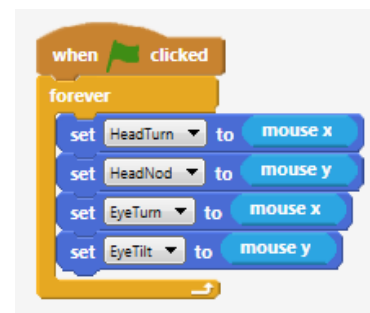 when clicked
forever
set HeadTurn to mouse x
set HeadNod to mouse y
set EyeTurn to mouse x
set EyeTilt to mouse y